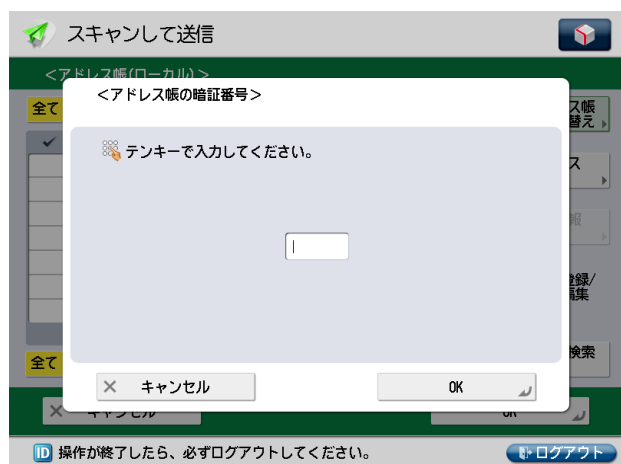 スキャンして送信
<アドレス帳(ローカル)>
<アドレス帳の暗証番号>
全て
ス帳
替え
テンキーで入力してください。
ス
報
登録/
編集
検索
全て
× キャンセル
OK
× キャンセル
OK
ID 操作が終了したら、必ずログアウトしてください。
ログアウト